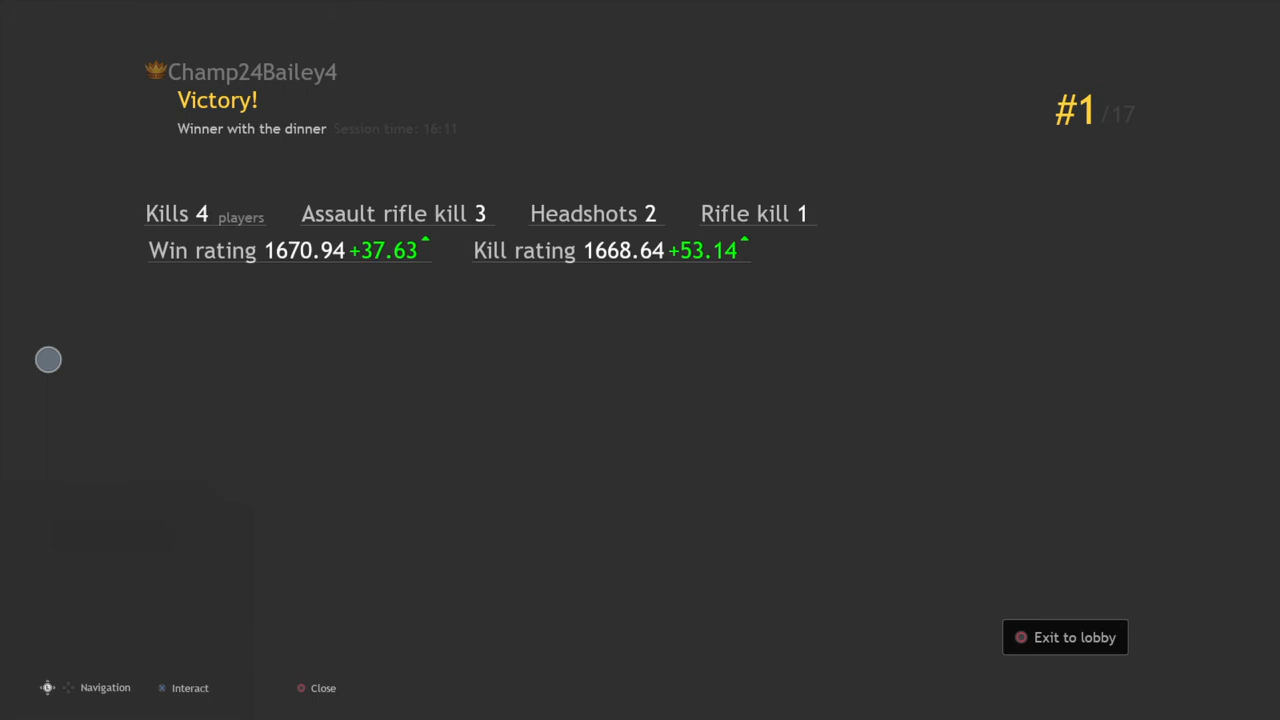 Champ24Bailey4
Victory!
Winner with the dinner Session time: 16:11
#1/17
Kills 4 players Assault rifle kill 3 Headshots 2 Rifle kill 1
Win rating 1670.94 +37.63 Kill rating 1668.64 +53.14
Exit to lobby
Navigation Interact Close